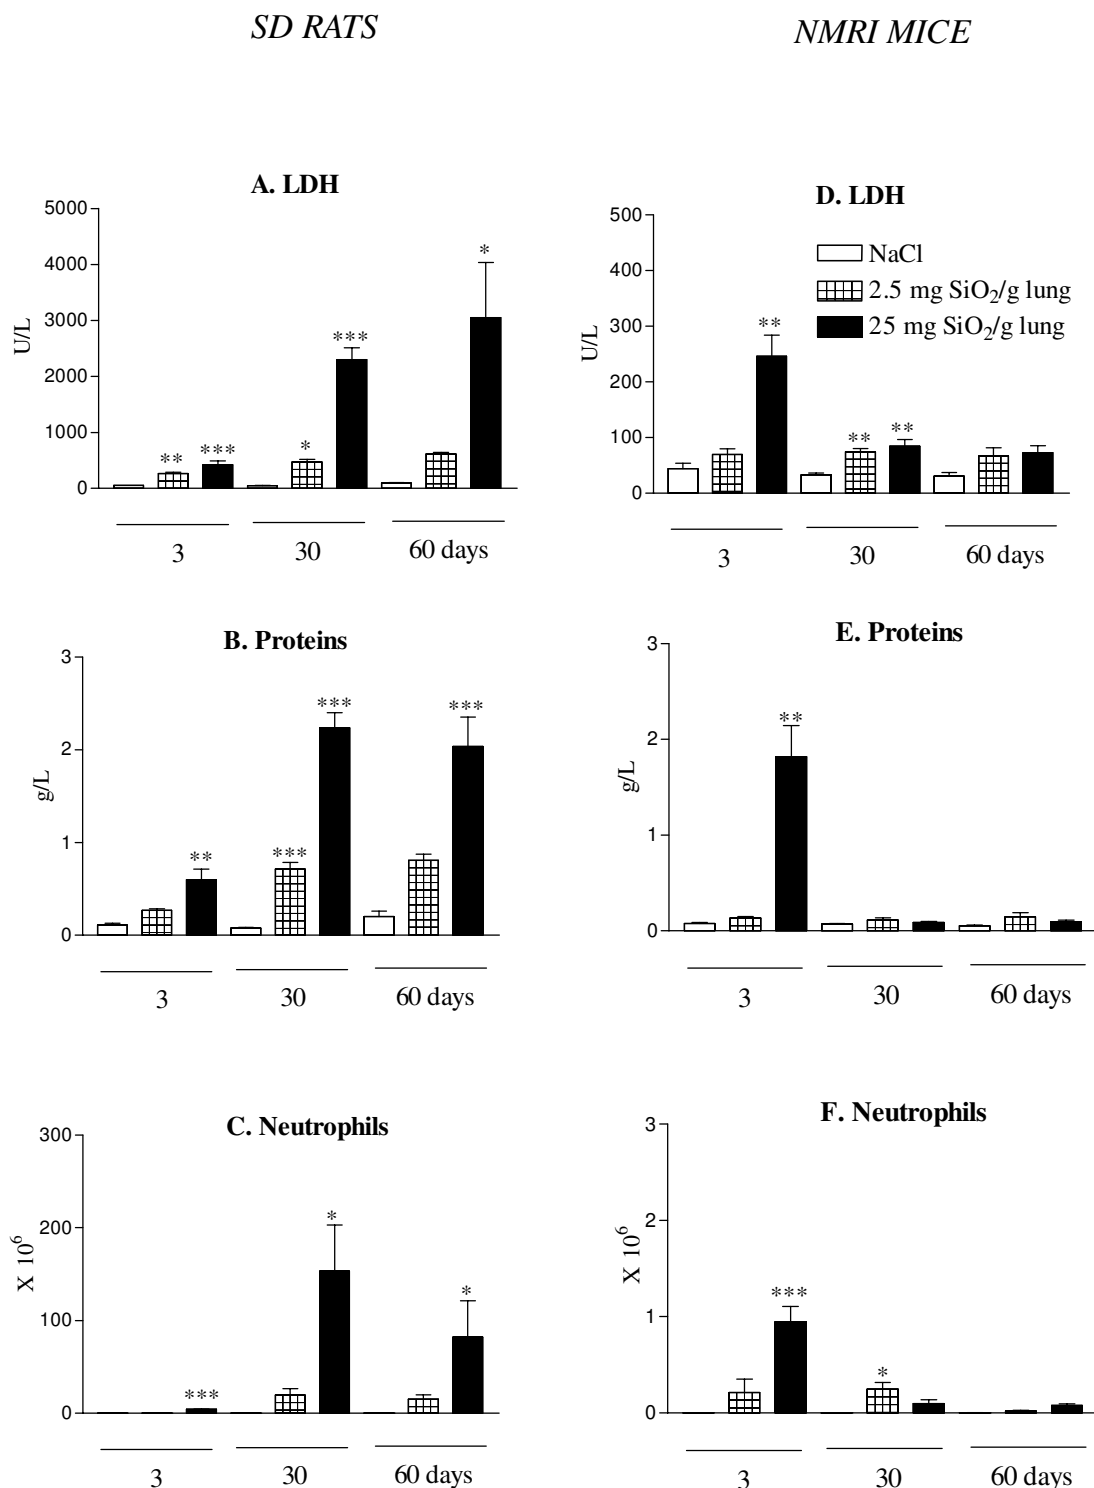 SD RATS
NMRI MICE
A. LDH
5000
4000
3000
2000
1000
0
U/L
**
***
*
***
*
3
30
60 days
D. LDH
500
400
300
200
100
0
U/L
NaCl
2.5 mg SiO2/g lung
25 mg SiO2/g lung
**
**
**
3
30
60 days
B. Proteins
3
2
1
0
g/L
**
***
***
***
3
30
60 days
E. Proteins
3
2
1
0
g/L
**
3
30
60 days
C. Neutrophils
300
200
100
0
X 10^6
***
*
*
3
30
60 days
F. Neutrophils
3
2
1
0
X 10^6
***
*
3
30
60 days